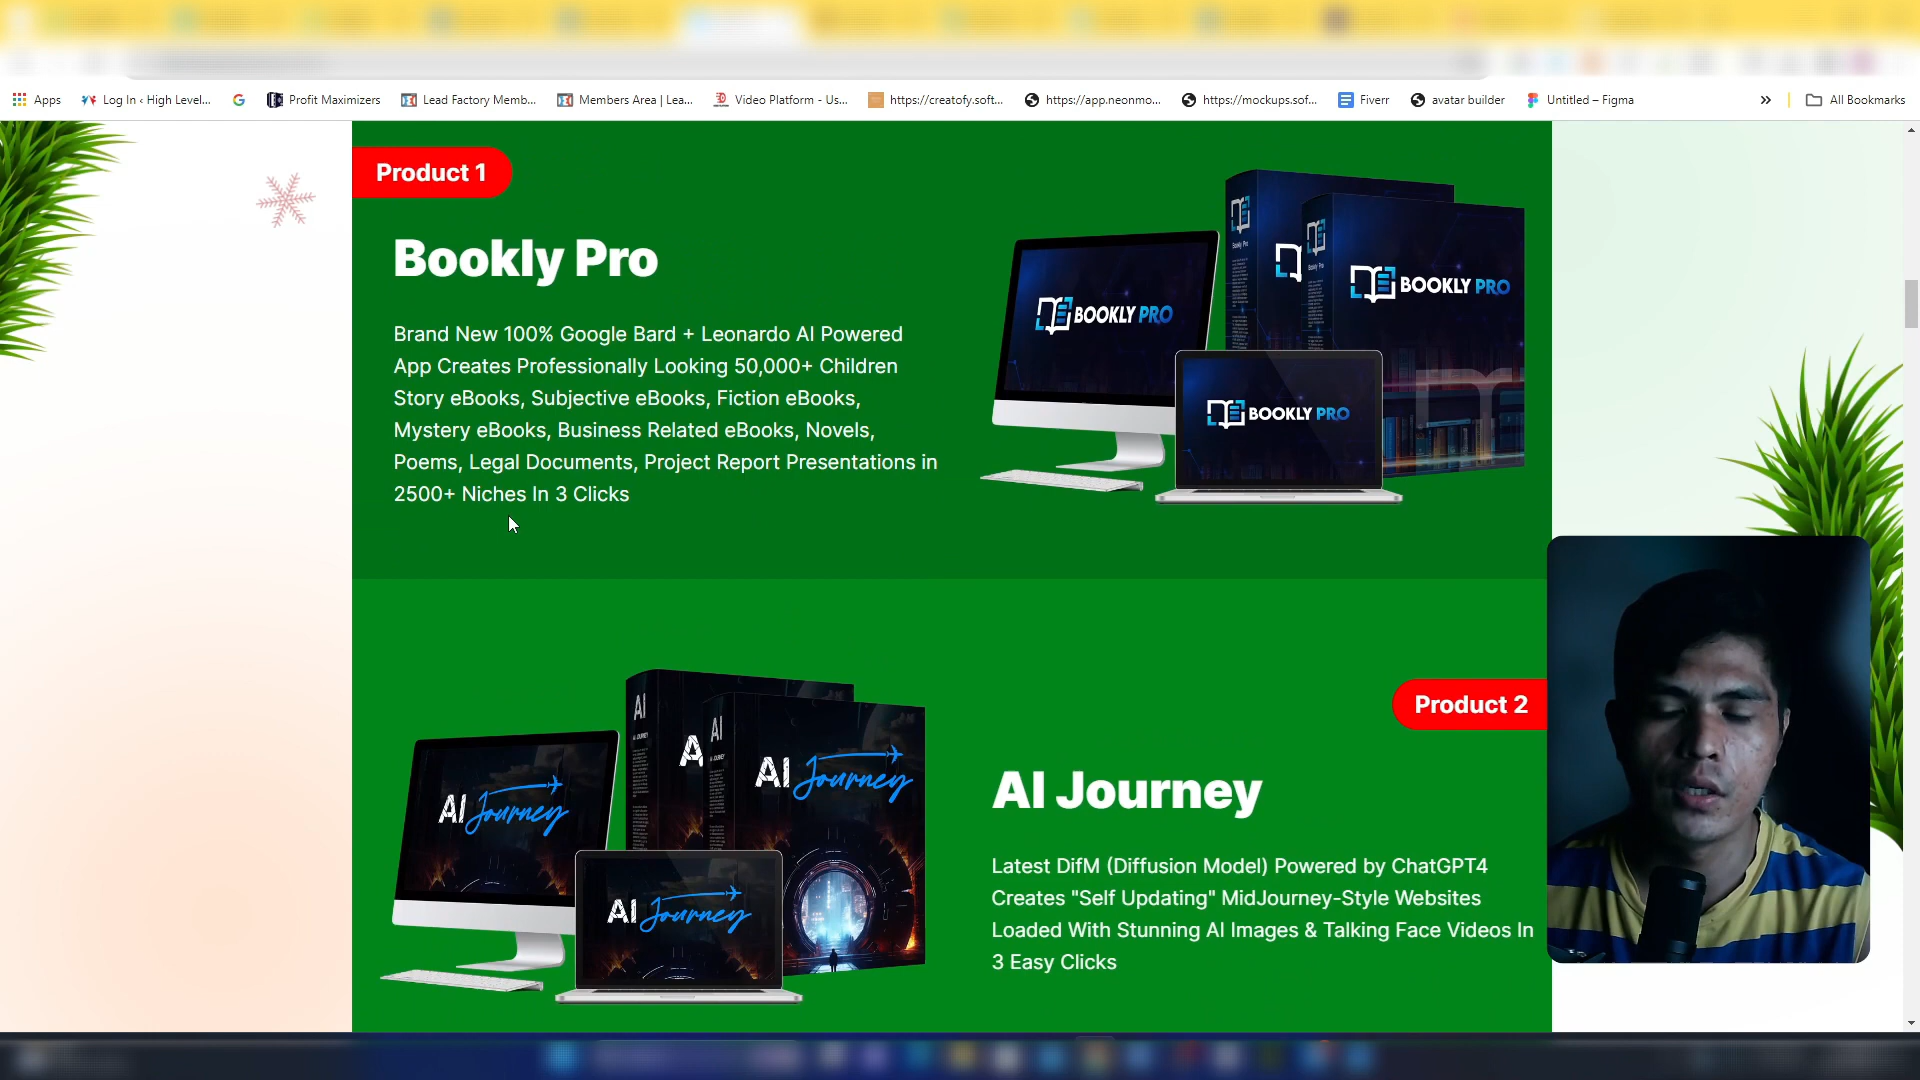 Apps
Log In ‹ High Level...
Profit Maximizers
Lead Factory Memb...
Members Area | Lea...
Video Platform - Us...
https://creatofy.soft...
https://app.neonmo...
https://mockups.sof...
Fiverr
avatar builder
Untitled – Figma
»
All Bookmarks
Product 1
Bookly Pro
Brand New 100% Google Bard + Leonardo AI Powered
App Creates Professionally Looking 50,000+ Children
Story eBooks, Subjective eBooks, Fiction eBooks,
Mystery eBooks, Business Related eBooks, Novels,
Poems, Legal Documents, Project Report Presentations in
2500+ Niches In 3 Clicks
BOOKLY PRO
BOOKLY PRO
BOOKLY PRO
Product 2
AI Journey
Latest DifM (Diffusion Model) Powered by ChatGPT4
Creates "Self Updating" MidJourney-Style Websites
Loaded With Stunning AI Images & Talking Face Videos In
3 Easy Clicks
AI Journey
AI Journey
AI Journey
AI
AI
A